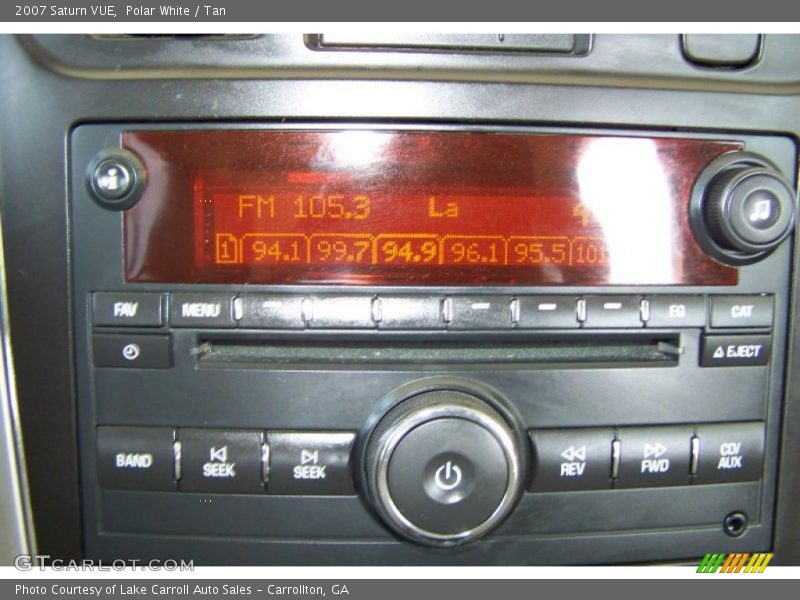 2007 Saturn VUE, Polar White / Tan
FM 105.3 La
1 94.1 99.7 94.9 96.1 95.5
FAV MENU EQ CAT
EJECT
BAND SEEK SEEK REV FWD CD/AUX
GTCARLOT.COM
Photo Courtesy of Lake Carroll Auto Sales – Carrollton, GA